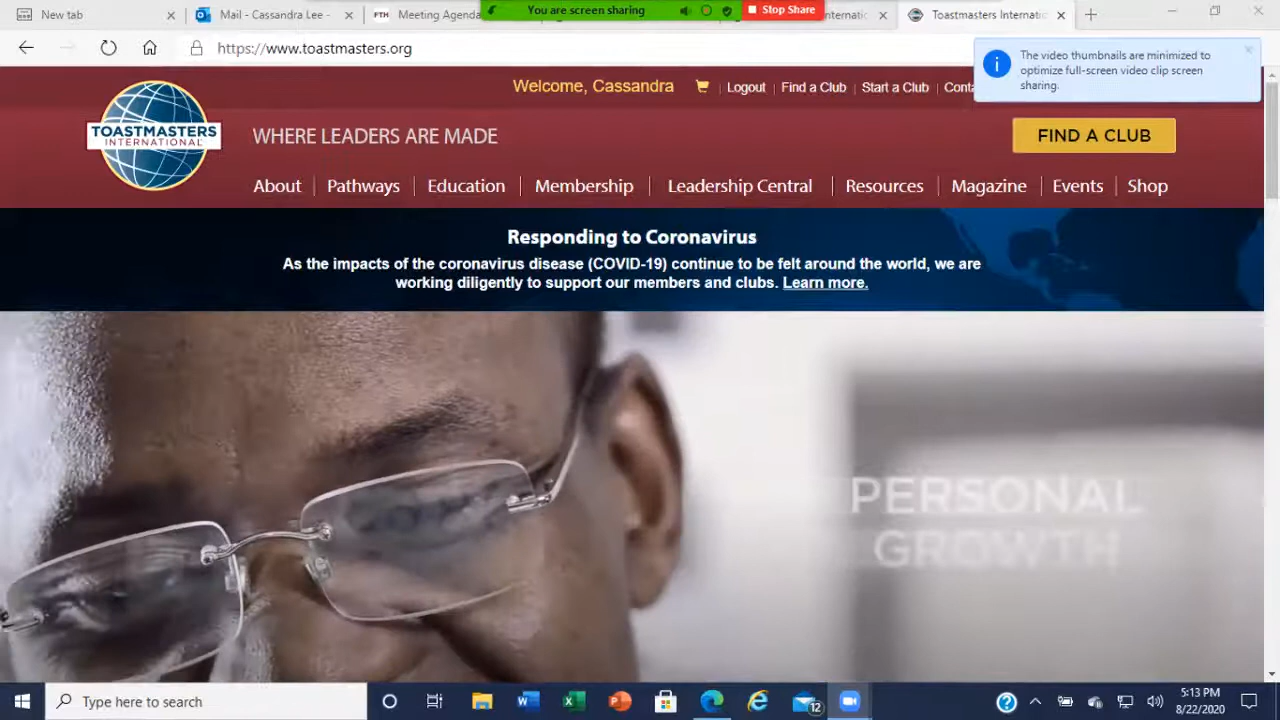 New tab
Mail - Cassandra Lee -
FTH Meeting Agenda
You are screen sharing
Stop Share
Toastmasters Internati
https://www.toastmasters.org
The video thumbnails are minimized to
optimize full-screen video clip screen
sharing.
Welcome, Cassandra
Logout
Find a Club
Start a Club
TOASTMASTERS
INTERNATIONAL
WHERE LEADERS ARE MADE
FIND A CLUB
About
Pathways
Education
Membership
Leadership Central
Resources
Magazine
Events
Shop
Responding to Coronavirus
As the impacts of the coronavirus disease (COVID-19) continue to be felt around the world, we are
working diligently to support our members and clubs. Learn more.
PERSONAL
GROWTH
Type here to search
12
5:13 PM
8/22/2020